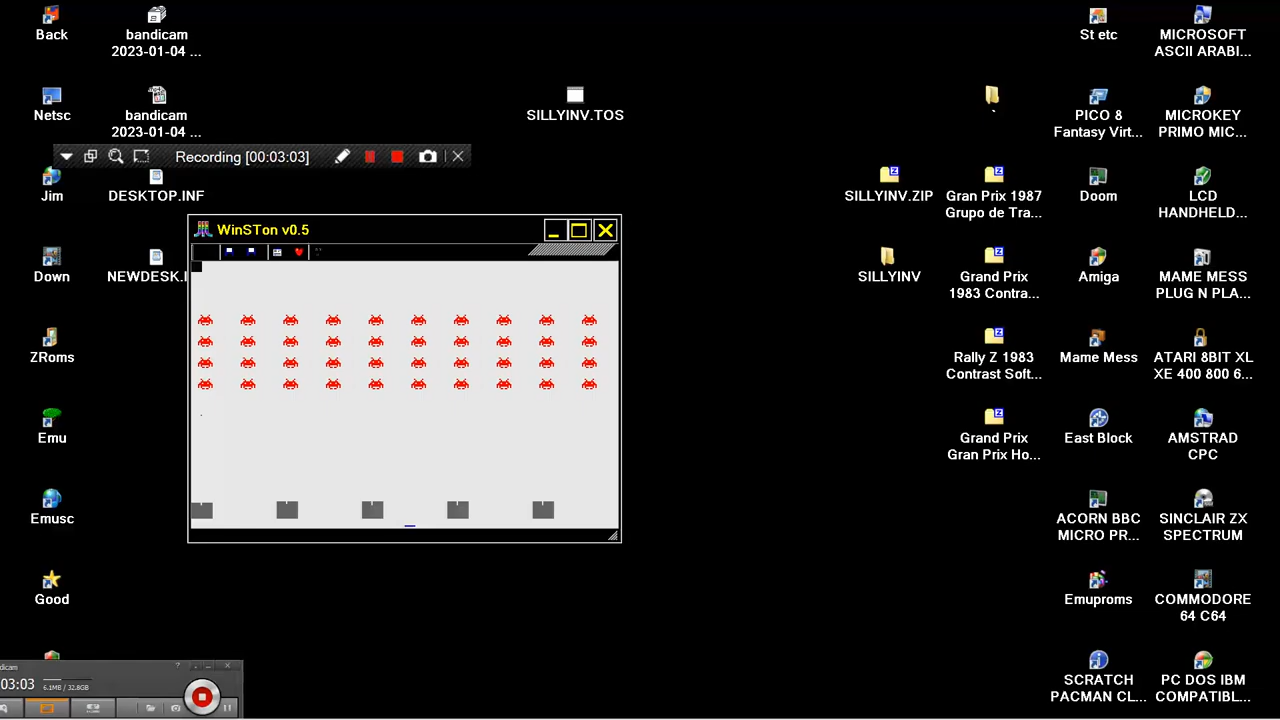 Back
bandicam
2023-01-04 ...
St etc
MICROSOFT
ASCII ARABI...
Netsc
bandicam
2023-01-04 ...
SILLYINV.TOS
PICO 8
Fantasy Virt...
MICROKEY
PRIMO MIC...
Recording [00:03:03]
Jim
DESKTOP.INF
SILLYINV.ZIP
Gran Prix 1987
Grupo de Tra...
Doom
LCD
HANDHELD...
WinSTon v0.5
Down
NEWDESK.I
SILLYINV
Grand Prix
1983 Contra...
Amiga
MAME MESS
PLUG N PLA...
ZRoms
Rally Z 1983
Contrast Soft...
Mame Mess
ATARI 8BIT XL
XE 400 800 6...
Emu
Grand Prix
Gran Prix Ho...
East Block
AMSTRAD
CPC
Emusc
ACORN BBC
MICRO PR...
SINCLAIR ZX
SPECTRUM
Good
Emuproms
COMMODORE
64 C64
dicam
03:03
6.1MB / 32.8GB
SCRATCH
PACMAN CL...
PC DOS IBM
COMPATIBL...